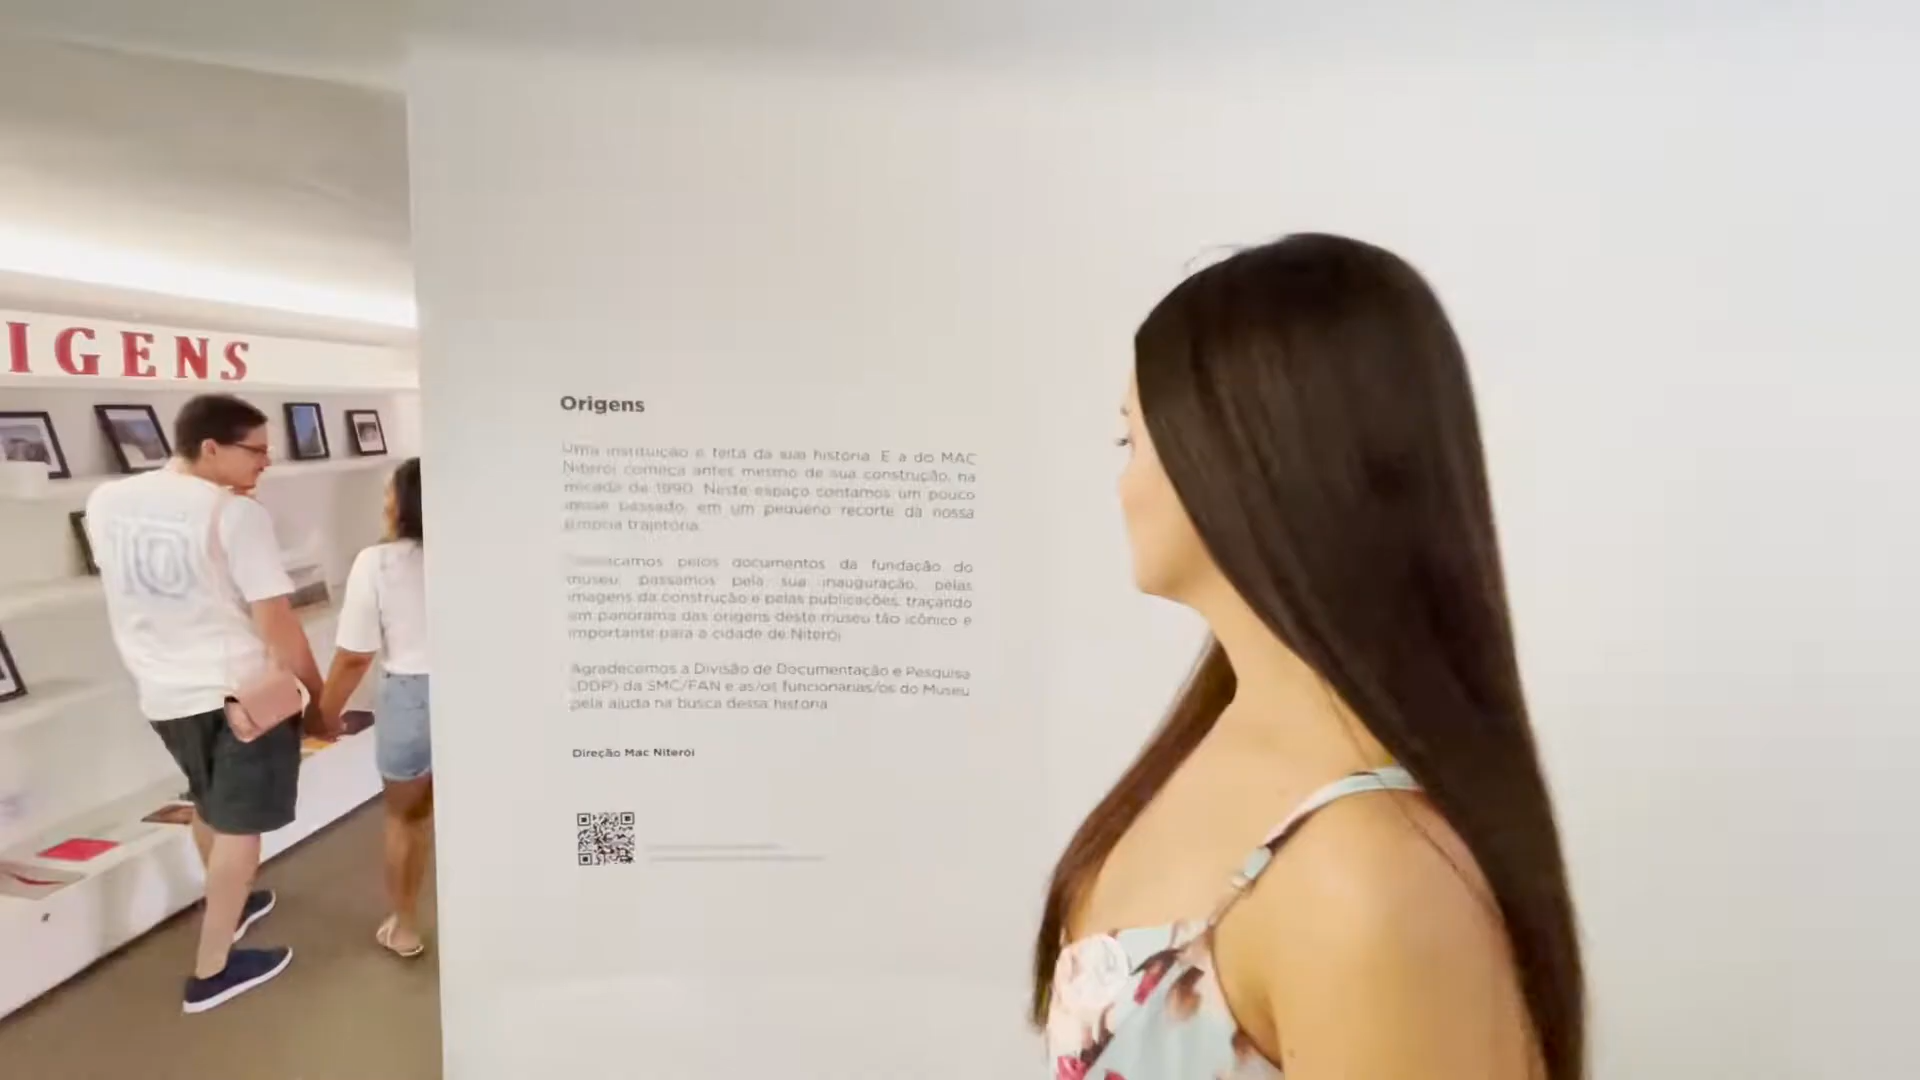 IGENS
10
Origens
Uma instituição é feita da sua história. E a do MAC
Niterói começa antes mesmo de sua construção, na
década de 1990. Neste espaço contamos um pouco
desse passado, em um pequeno recorte da nossa
própria trajetória.
pelos documentos da fundação do
museu, passamos pela sua inauguração, pelas
imagens da construção e pelas publicações, traçando
um panorama das origens deste museu tão icônico e
importante para a cidade de Niterói.
Agradecemos a Divisão de Documentação e Pesquisa
(DDP) da SMC/FAN e as/os funcionárias/os do Museu
pela ajuda na busca dessa história.
Direção Mac Niterói